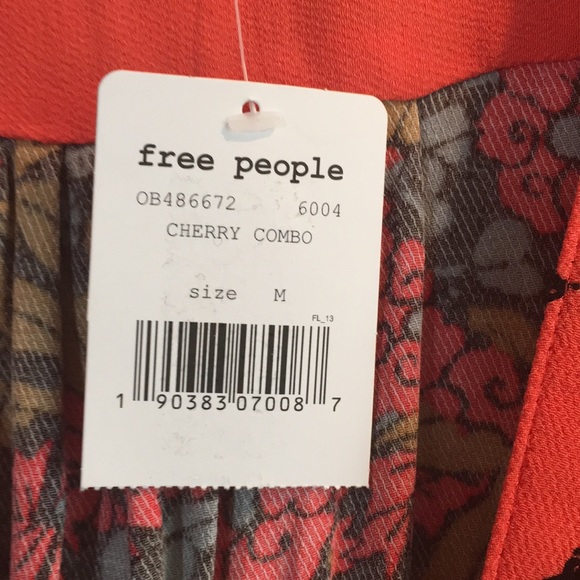 free people
OB486672 6004
CHERRY COMBO
size M
FL_13
1 90383 07008 7